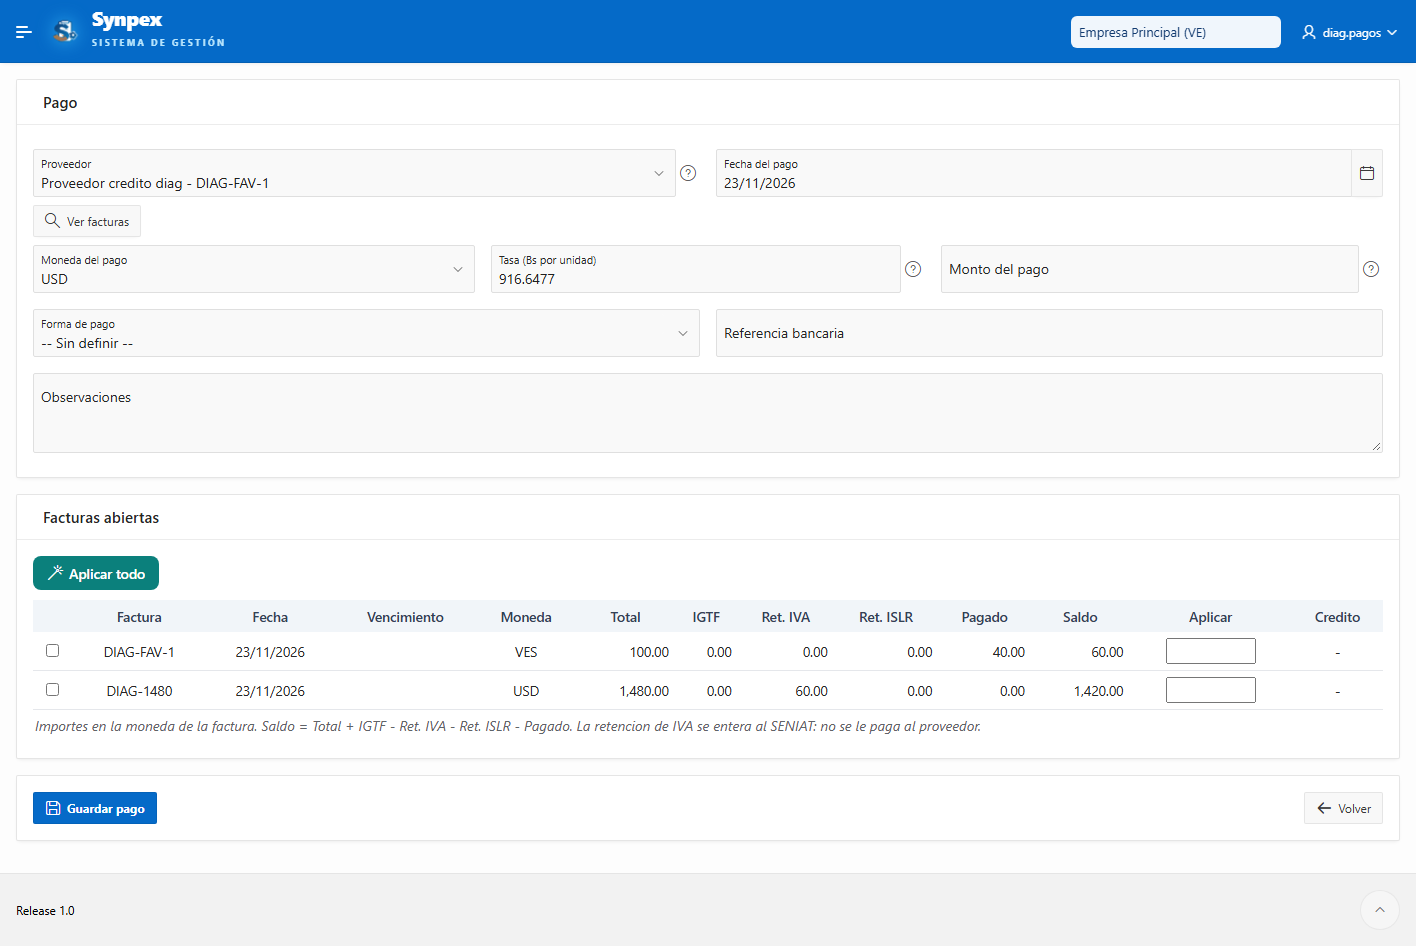 Synpex
SISTEMA DE GESTIÓN
Empresa Principal (VE)
diag.pagos
Pago
Proveedor
Proveedor credito diag - DIAG-FAV-1
Fecha del pago
23/11/2026
Ver facturas
Moneda del pago
USD
Tasa (Bs por unidad)
916.6477
Monto del pago
Forma de pago
-- Sin definir --
Referencia bancaria
Observaciones
Facturas abiertas
Aplicar todo
Factura Fecha Vencimiento Moneda Total IGTF Ret. IVA Ret. ISLR Pagado Saldo Aplicar Credito
DIAG-FAV-1 23/11/2026 VES 100.00 0.00 0.00 0.00 40.00 60.00 -
DIAG-1480 23/11/2026 USD 1,480.00 0.00 60.00 0.00 0.00 1,420.00 -
Importes en la moneda de la factura. Saldo = Total + IGTF - Ret. IVA - Ret. ISLR - Pagado. La retencion de IVA se entera al SENIAT: no se le paga al proveedor.
Guardar pago
Volver
Release 1.0